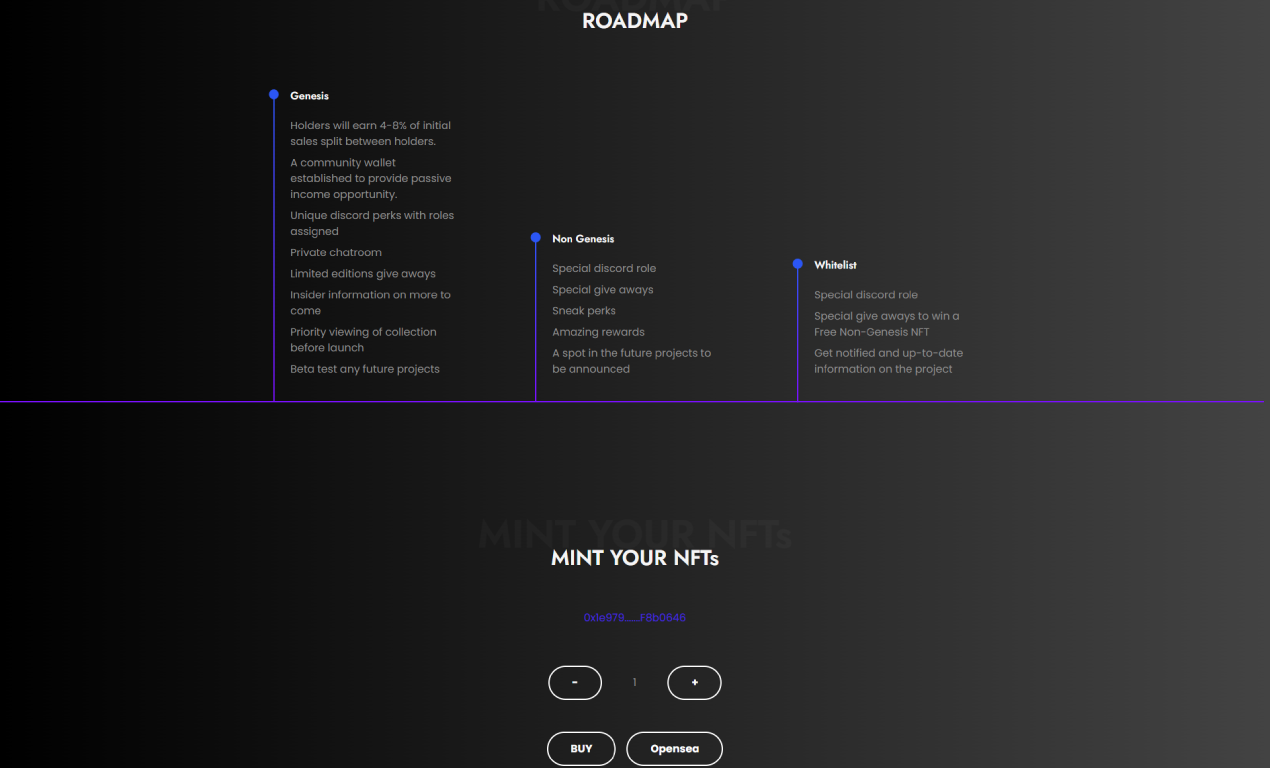 ROADMAP
ROADMAP
Genesis
Holders will earn 4-8% of initial
sales split between holders.
A community wallet
established to provide passive
income opportunity.
Unique discord perks with roles
assigned
Private chatroom
Limited editions give aways
Insider information on more to
come
Priority viewing of collection
before launch
Beta test any future projects
Non Genesis
Special discord role
Special give aways
Sneak perks
Amazing rewards
A spot in the future projects to
be announced
Whitelist
Special discord role
Special give aways to win a
Free Non-Genesis NFT
Get notified and up-to-date
information on the project
MINT YOUR NFTs
MINT YOUR NFTs
0x1e979......F8b0646
-
1
+
BUY
Opensea